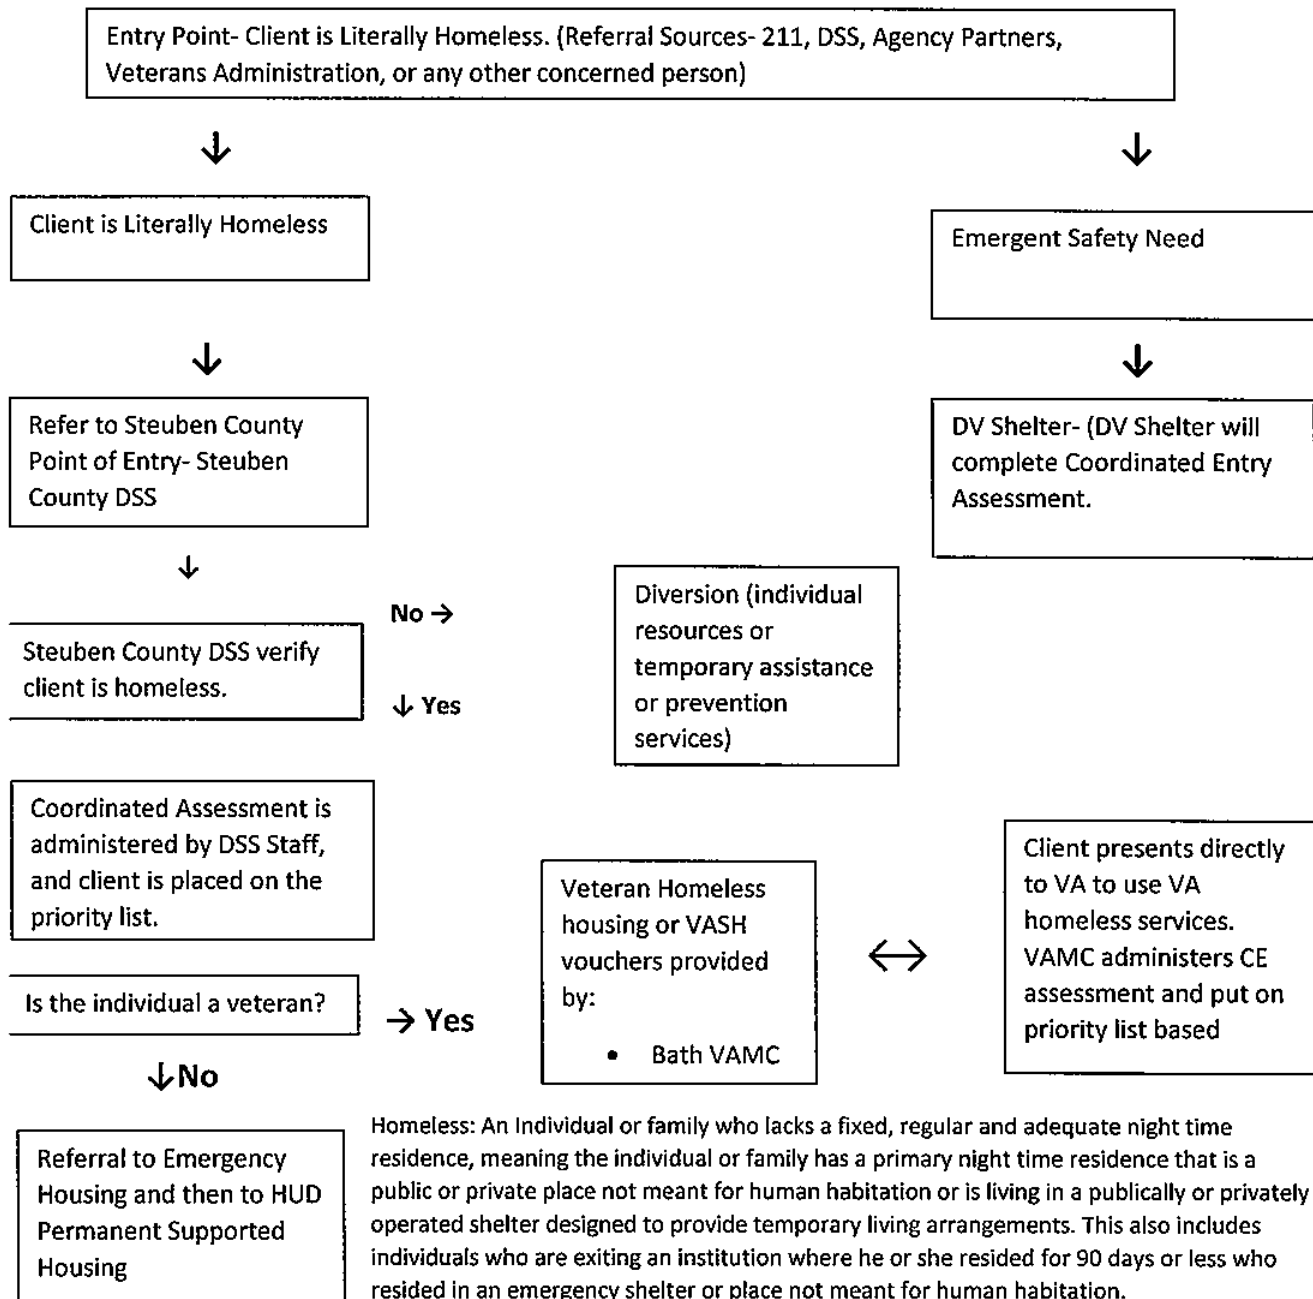 Entry Point- Client is Literally Homeless. (Referral Sources- 211, DSS, Agency Partners,
Veterans Administration, or any other concerned person)
↓
↓
Client is Literally Homeless
Emergent Safety Need
↓
↓
Refer to Steuben County
Point of Entry- Steuben
County DSS
DV Shelter- (DV Shelter will
complete Coordinated Entry
Assessment.
↓
Steuben County DSS verify
client is homeless.
No →
↓ Yes
Diversion (individual
resources or
temporary assistance
or prevention
services)
Coordinated Assessment is
administered by DSS Staff,
and client is placed on the
priority list.
Is the individual a veteran?
→ Yes
Veteran Homeless
housing or VASH
vouchers provided
by:
• Bath VAMC
↔
Client presents directly
to VA to use VA
homeless services.
VAMC administers CE
assessment and put on
priority list based
↓No
Referral to Emergency
Housing and then to HUD
Permanent Supported
Housing
Homeless: An Individual or family who lacks a fixed, regular and adequate night time
residence, meaning the individual or family has a primary night time residence that is a
public or private place not meant for human habitation or is living in a publically or privately
operated shelter designed to provide temporary living arrangements. This also includes
individuals who are exiting an institution where he or she resided for 90 days or less who
resided in an emergency shelter or place not meant for human habitation.